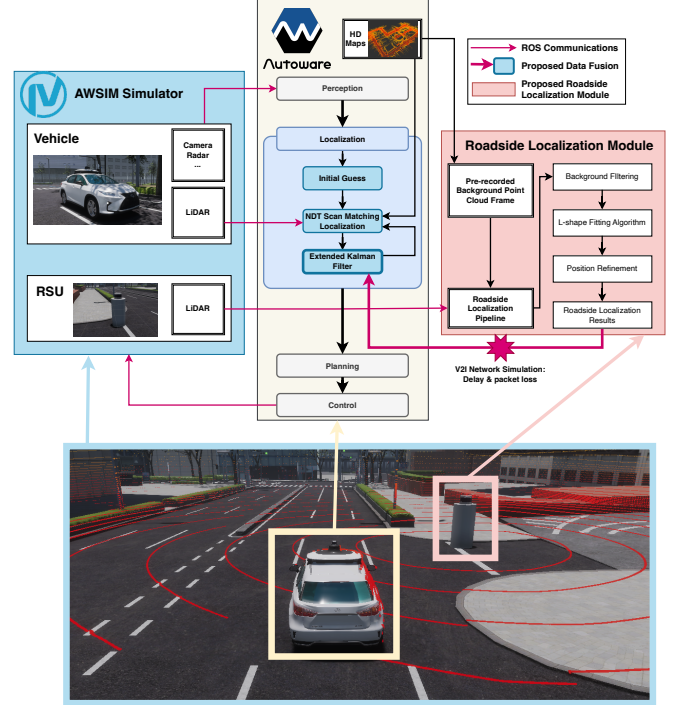 Autoware
HD
Maps
ROS Communications
Proposed Data Fusion
Proposed Roadside
Localization Module
AWSIM Simulator
Vehicle
Camera
Radar
...
LiDAR
RSU
LiDAR
Perception
Localization
Initial Guess
NDT Scan Matching
Localization
Extended Kalman
Filter
Planning
Control
Roadside Localization Module
Pre-recorded
Background Point
Cloud Frame
Roadside
Localization
Pipeline
Background FIltering
L-shape Fitting Algorithm
Position Refinement
Roadside Localization
Results
V2I Network Simulation:
Delay & packet loss